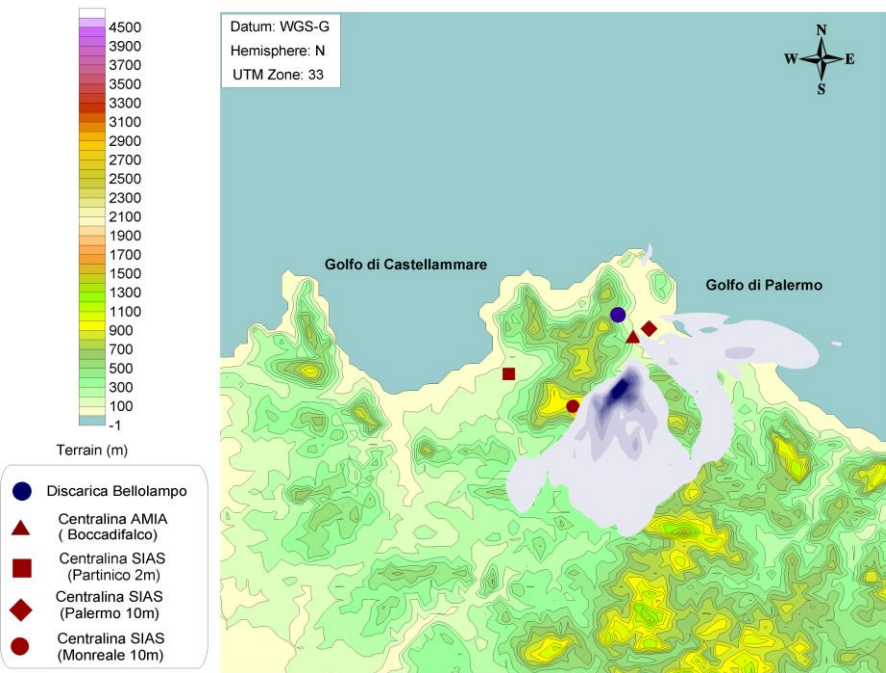 4500
3900
3700
3500
3300
3100
2900
2700
2500
2300
2100
1900
1700
1500
1300
1100
900
700
500
300
100
-1
Terrain (m)
Discarica Bellolampo
Centralina AMIA
( Boccadifalco)
Centralina SIAS
(Partinico 2m)
Centralina SIAS
(Palermo 10m)
Centralina SIAS
(Monreale 10m)
Datum: WGS-G
Hemisphere: N
UTM Zone: 33
N
W E
S
Golfo di Castellammare
Golfo di Palermo